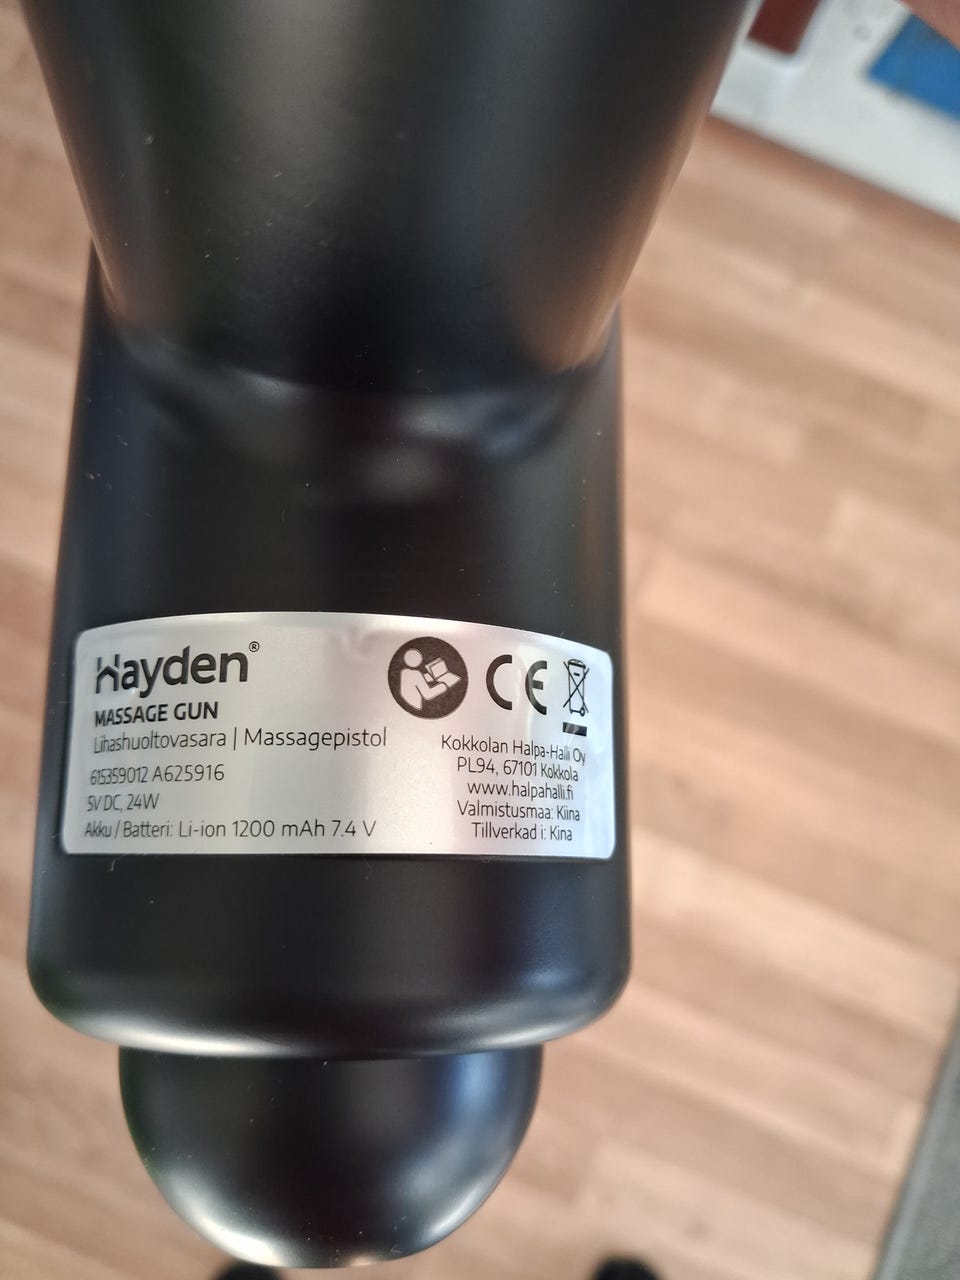 Hayden®
MASSAGE GUN
Lihashuoltovasara | Massagepistol
615359012 A625916
5V DC, 24W
Akku / Batteri: Li-ion 1200 mAh 7.4 V
CE
Kokkolan Halpa-Halli Oy
PL94, 67101 Kokkola
www.halpahalli.fi
Valmistusmaa: Kiina
Tillverkad i: Kina